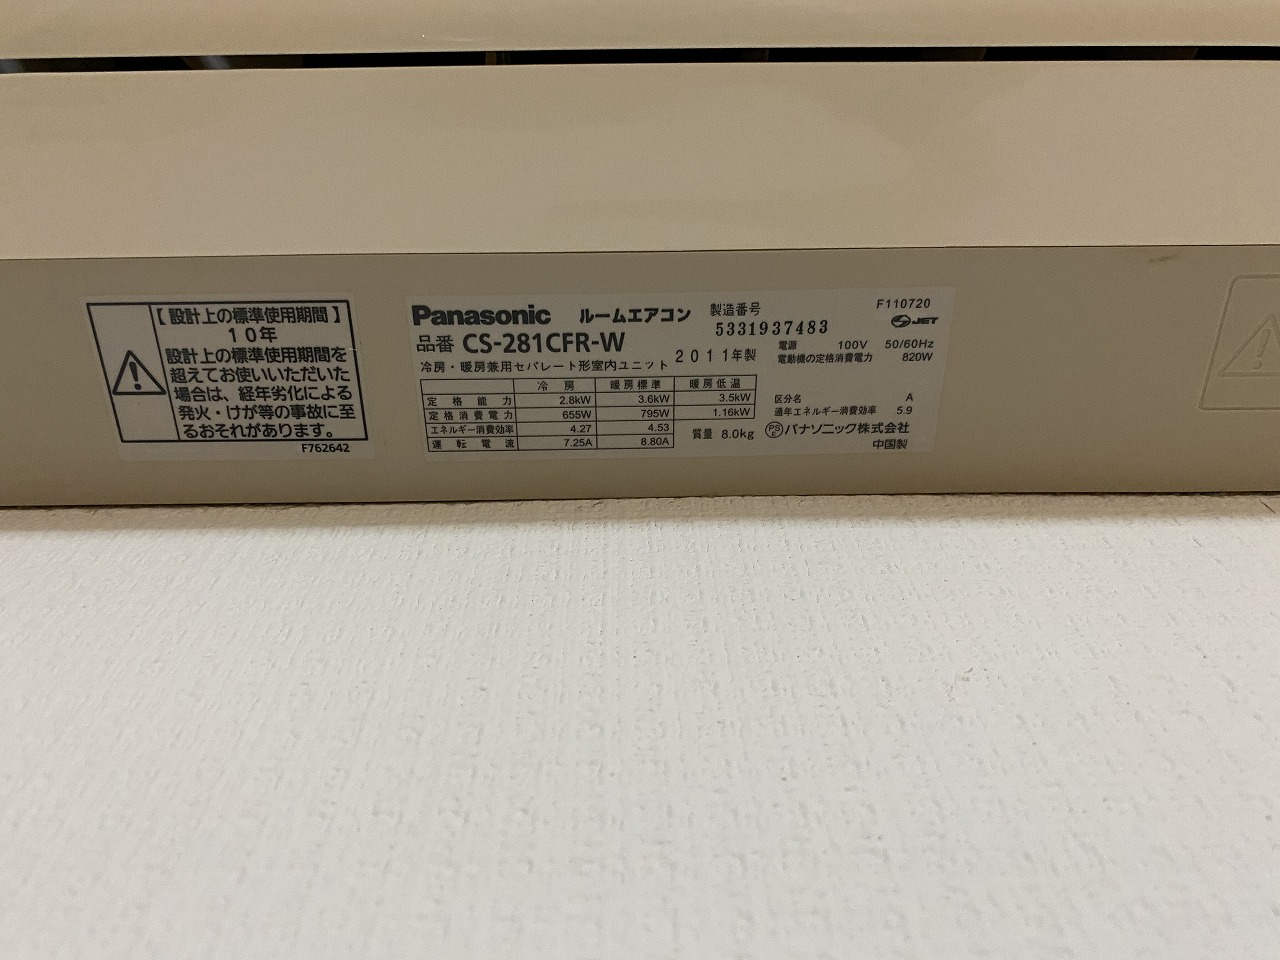 【設計上の標準使用期間】
10年
設計上の標準使用期間を
超えてお使いいただいた
場合は、経年劣化による
発火・けが等の事故に至
るおそれがあります。
F762642
Panasonic ルームエアコン
品番 CS-281CFR-W
冷房・暖房兼用セパレート形室内ユニット
製造番号
5331937483
2011年製
F110720
JET
電源 100V 50/60Hz
電動機の定格消費電力 820W
冷房 暖房標準 暖房低温
定格能力 2.8kW 3.6kW 3.5kW
定格消費電力 655W 795W 1.16kW
エネルギー消費効率 4.27 4.53
運転電流 7.25A 8.80A
質量 8.0kg
区分名 A
通年エネルギー消費効率 5.9
PSE パナソニック株式会社
中国製